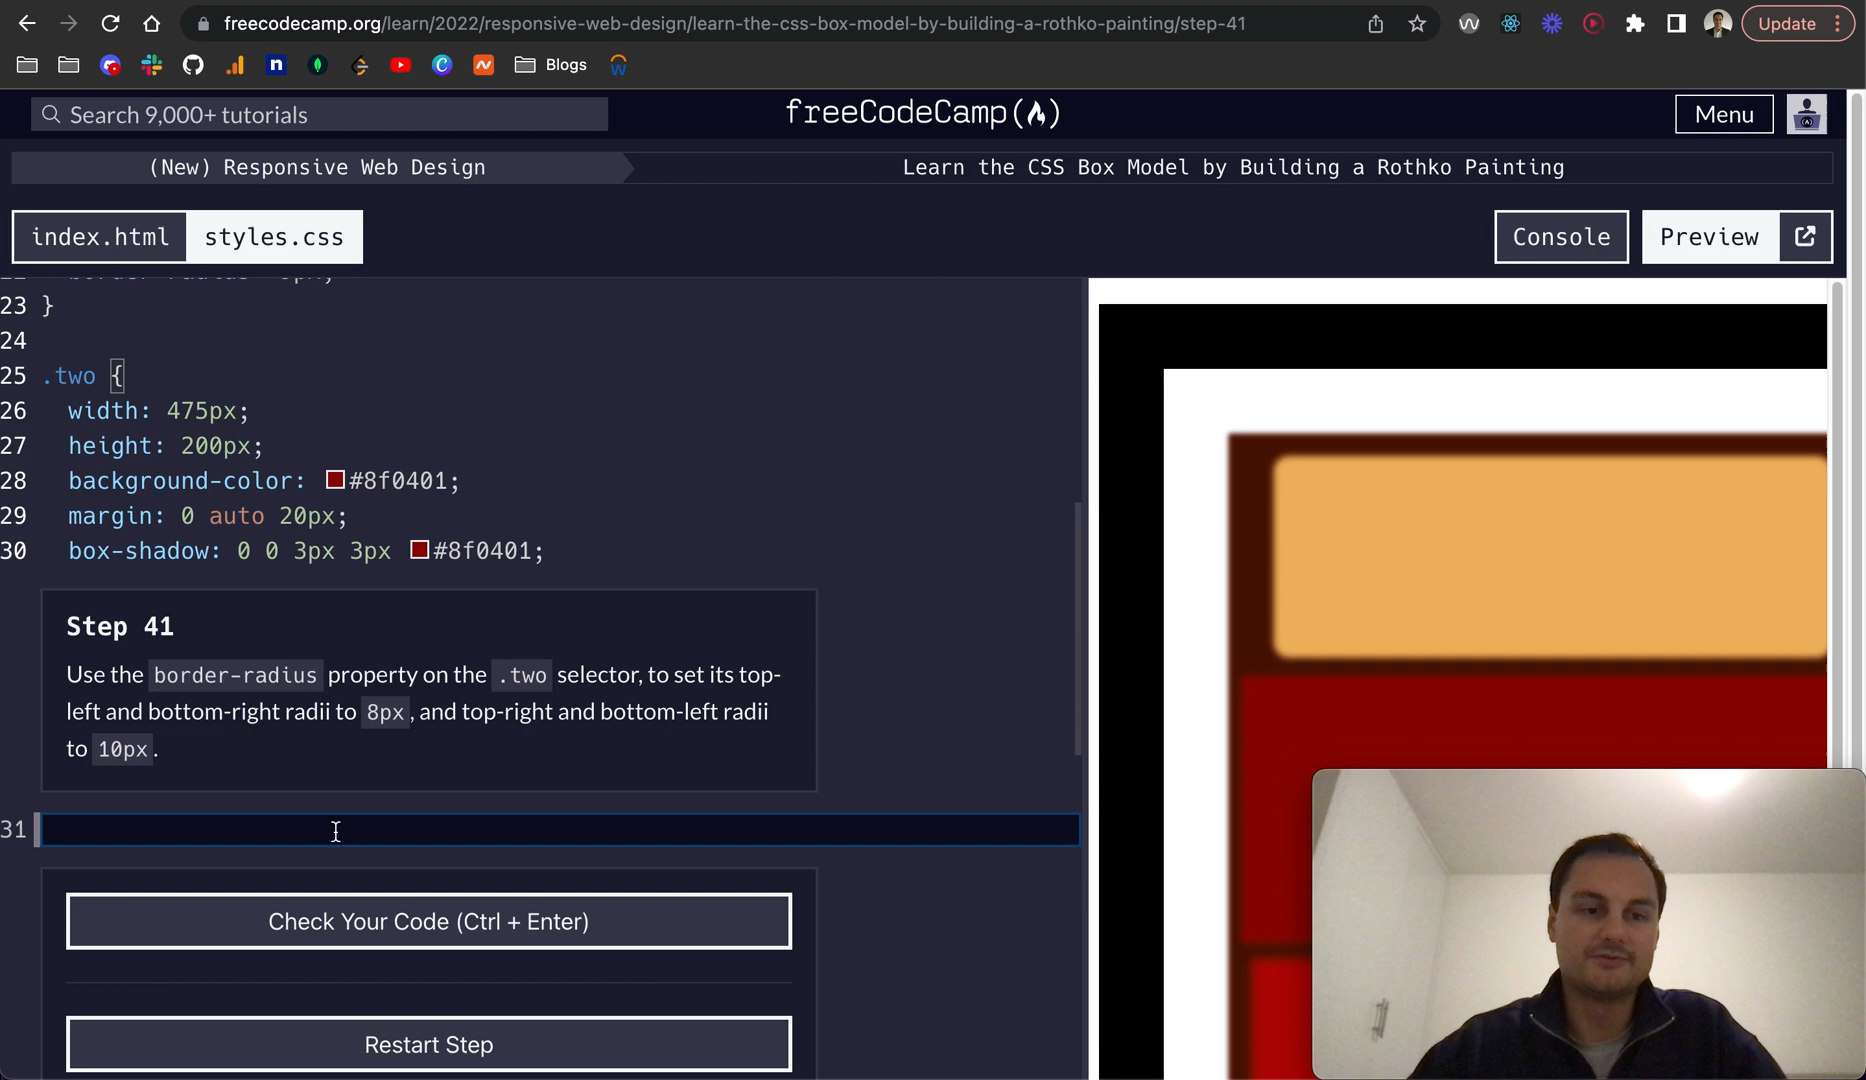 freecodecamp.org/learn/2022/responsive-web-design/learn-the-css-box-model-by-building-a-rothko-painting/step-41
Update
Blogs
Search 9,000+ tutorials
freeCodeCamp
Menu
(New) Responsive Web Design
Learn the CSS Box Model by Building a Rothko Painting
index.html
styles.css
Console
Preview
23 }
24
25 .two {
26 width: 475px;
27 height: 200px;
28 background-color: #8f0401;
29 margin: 0 auto 20px;
30 box-shadow: 0 0 3px 3px #8f0401;
Step 41
Use the border-radius property on the .two selector, to set its top-
left and bottom-right radii to 8px, and top-right and bottom-left radii
to 10px.
31
Check Your Code (Ctrl + Enter)
Restart Step